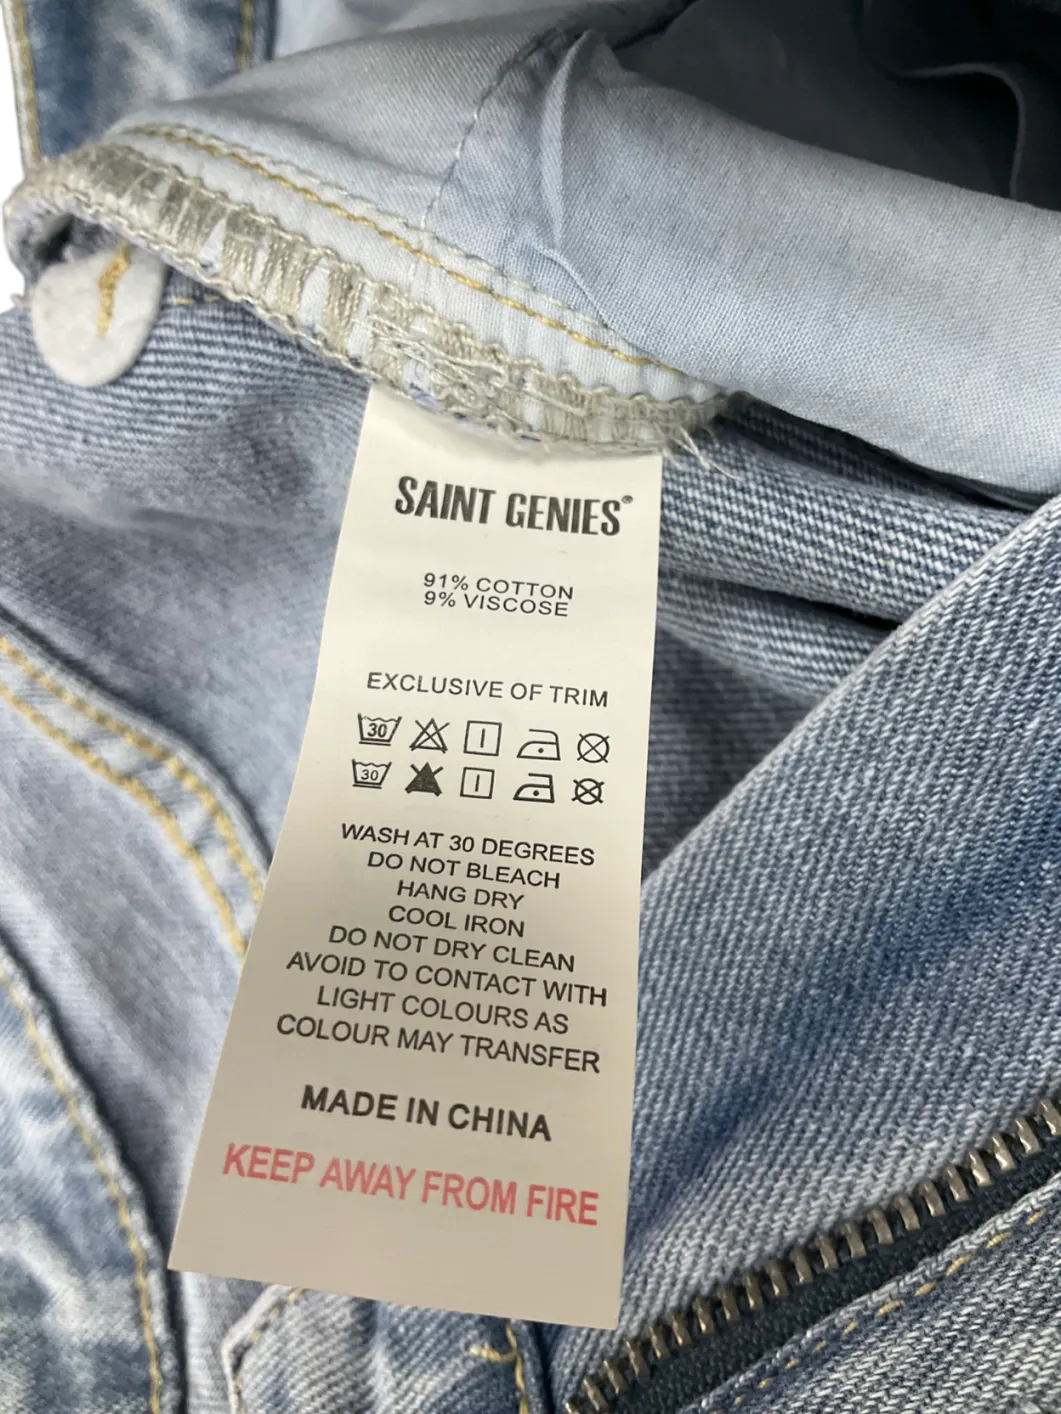 SAINT GENIES®
91% COTTON
9% VISCOSE
EXCLUSIVE OF TRIM
30
30
WASH AT 30 DEGREES
DO NOT BLEACH
HANG DRY
COOL IRON
DO NOT DRY CLEAN
AVOID TO CONTACT WITH
LIGHT COLOURS AS
COLOUR MAY TRANSFER
MADE IN CHINA
KEEP AWAY FROM FIRE